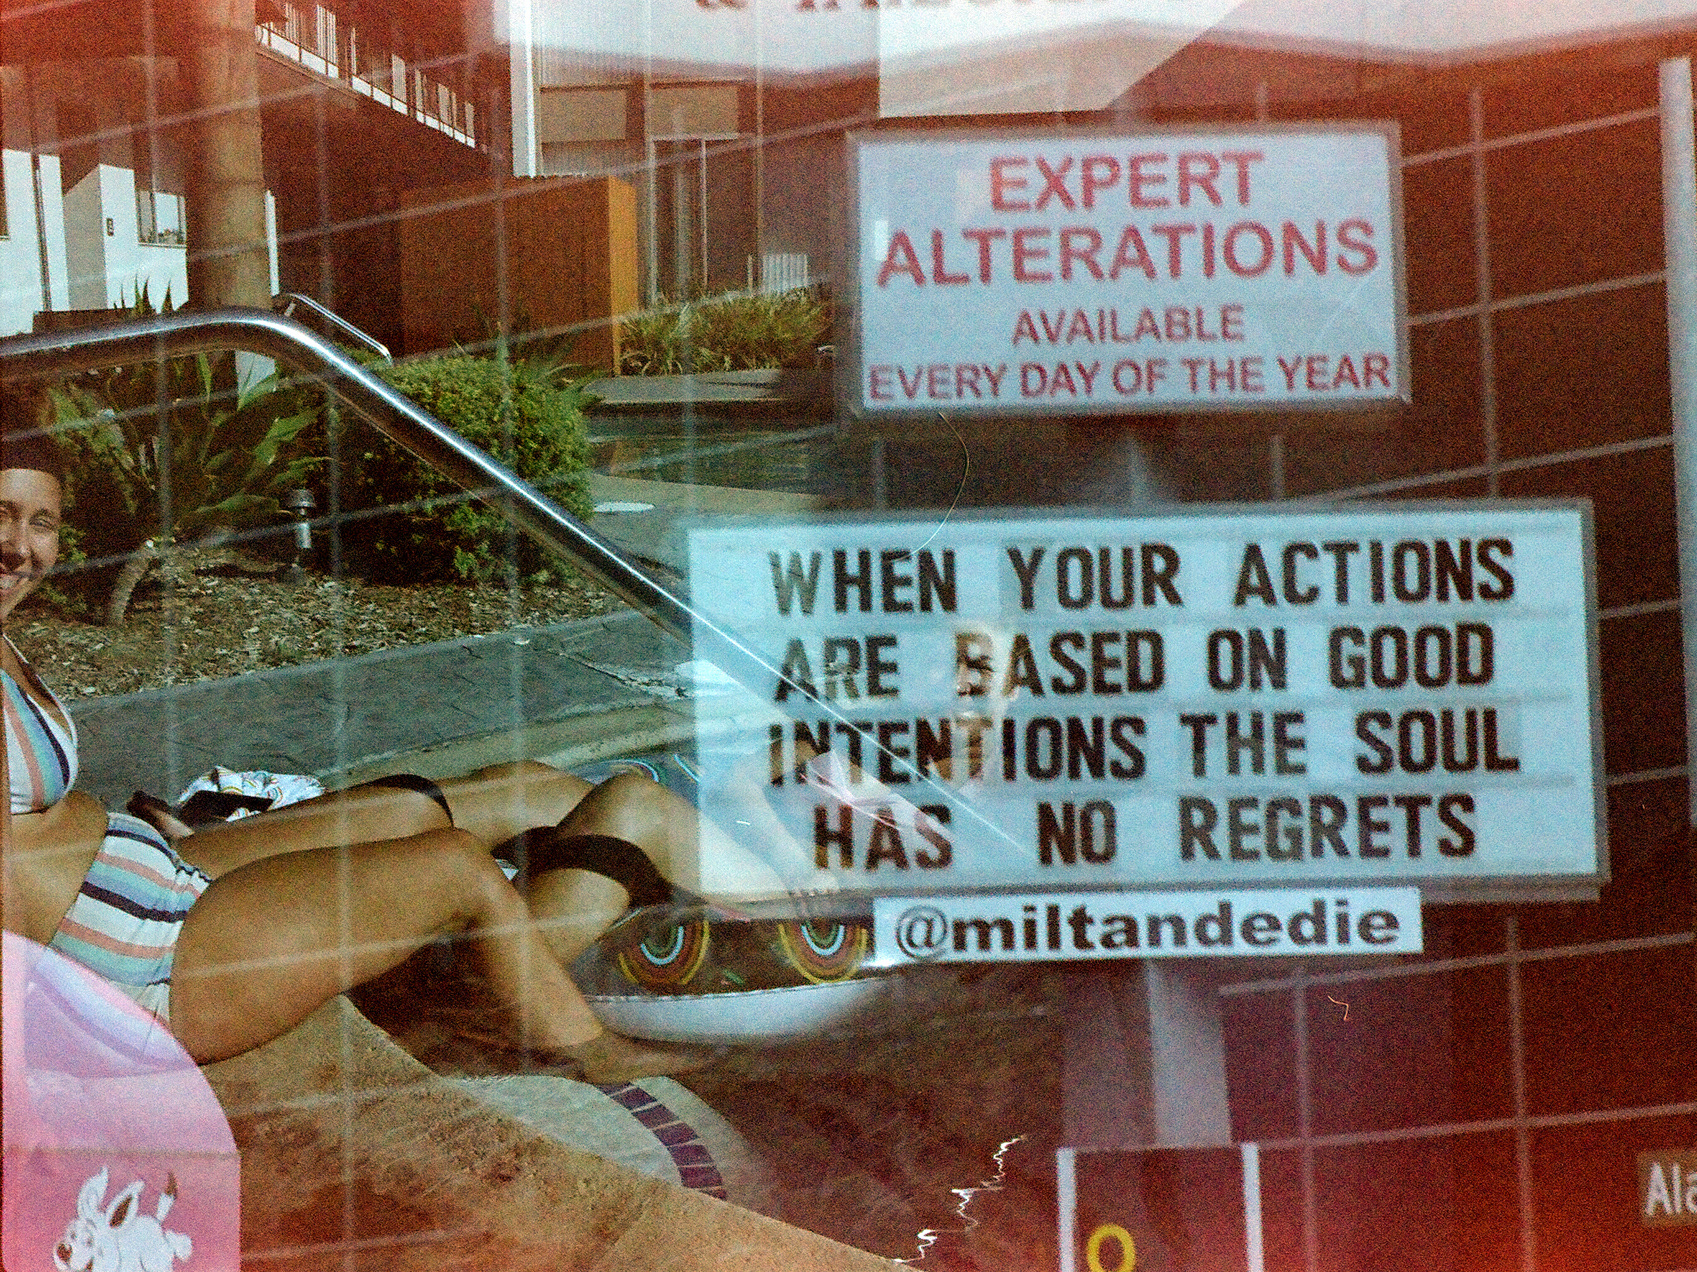 EXPERT
ALTERATIONS
AVAILABLE
EVERY DAY OF THE YEAR
WHEN YOUR ACTIONS
ARE BASED ON GOOD
INTENTIONS THE SOUL
HAS NO REGRETS
@miltandedie